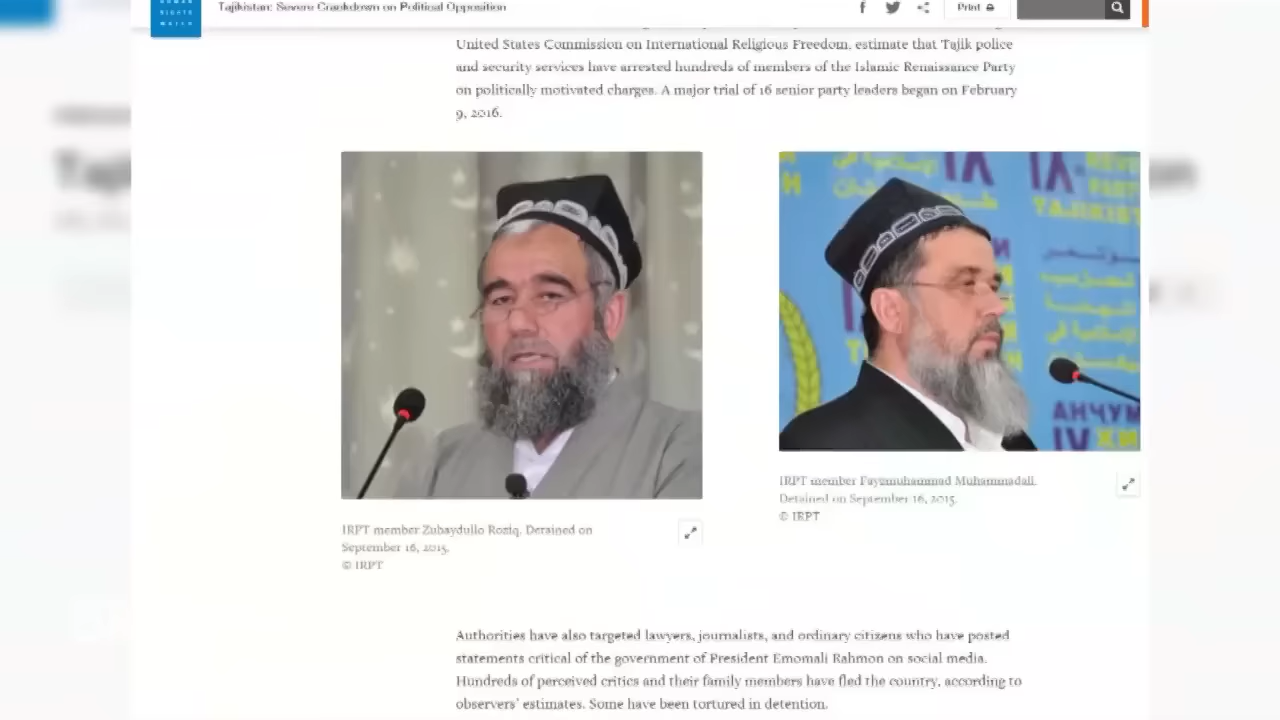 HUMAN
RIGHTS
WATCH
Tajikistan: Severe Crackdown on Political Opposition
f
Print
United States Commission on International Religious Freedom, estimate that Tajik police
and security services have arrested hundreds of members of the Islamic Renaissance Party
on politically motivated charges. A major trial of 16 senior party leaders began on February
9, 2016.
IRPT member Zubaydullo Roziq. Detained on
September 16, 2015.
© IRPT
АНЧУМ
IRPT member Fayzmuhammad Muhammadali.
Detained on September 16, 2015.
© IRPT
Authorities have also targeted lawyers, journalists, and ordinary citizens who have posted
statements critical of the government of President Emomali Rahmon on social media.
Hundreds of perceived critics and their family members have fled the country, according to
observers' estimates. Some have been tortured in detention.